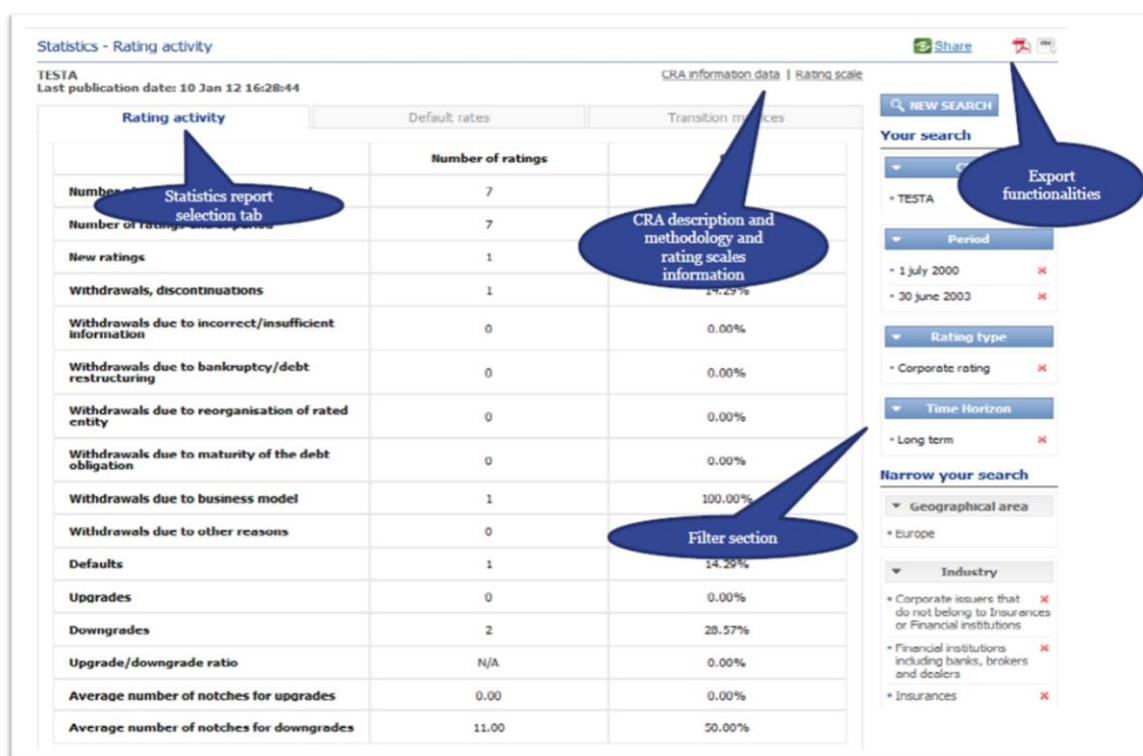 Statistics - Rating activity
Share
TESTA
Last publication date: 10 Jan 12 16:28:44
CRA information data | Rating scale
Rating activity
Default rates
Transition
NEW SEARCH
Your search
Number of ratings
Export
functionalities
Statistics report
selection tab
7
TESTA
Number of ratings
7
CRA description and
methodology and
rating scales
information
Period
New ratings
1
1 july 2000
Withdrawals, discontinuations
1
14.29%
30 june 2003
Withdrawals due to incorrect/insufficient
information
0
0.00%
Rating type
Corporate rating
Withdrawals due to bankruptcy/debt
restructuring
0
0.00%
Withdrawals due to reorganisation of rated
entity
0
0.00%
Time Horizon
Long term
Withdrawals due to maturity of the debt
obligation
0
0.00%
Narrow your search
Withdrawals due to business model
1
100.00%
Geographical area
Withdrawals due to other reasons
0
Filter section
Europe
Defaults
1
14.29%
Industry
Upgrades
0
0.00%
Corporate issuers that
do not belong to Insurances
or Financial institutions
Downgrades
2
28.57%
Upgrade/downgrade ratio
N/A
0.00%
Financial institutions
including banks, brokers
and dealers
Average number of notches for upgrades
0.00
0.00%
Insurances
Average number of notches for downgrades
11.00
50.00%